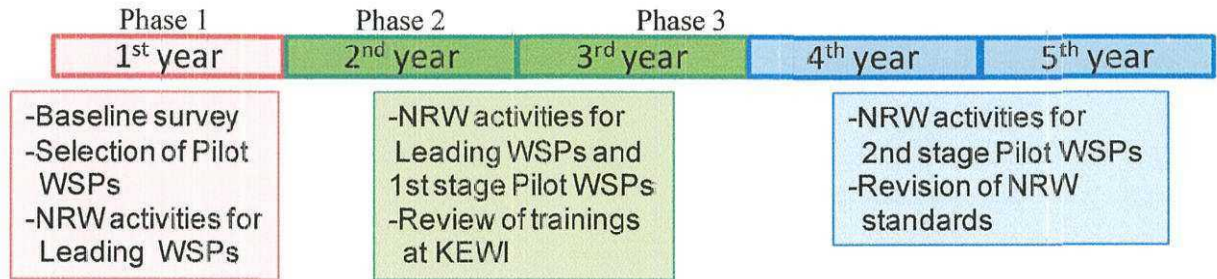 Phase 1 Phase 2 Phase 3
1st year 2nd year 3rd year 4th year 5th year
-Baseline survey
-Selection of Pilot
WSPs
-NRW activities for
Leading WSPs
-NRW activities for
Leading WSPs and
1st stage Pilot WSPs
-Review of trainings
at KEWI
-NRW activities for
2nd stage Pilot WSPs
-Revision of NRW
standards